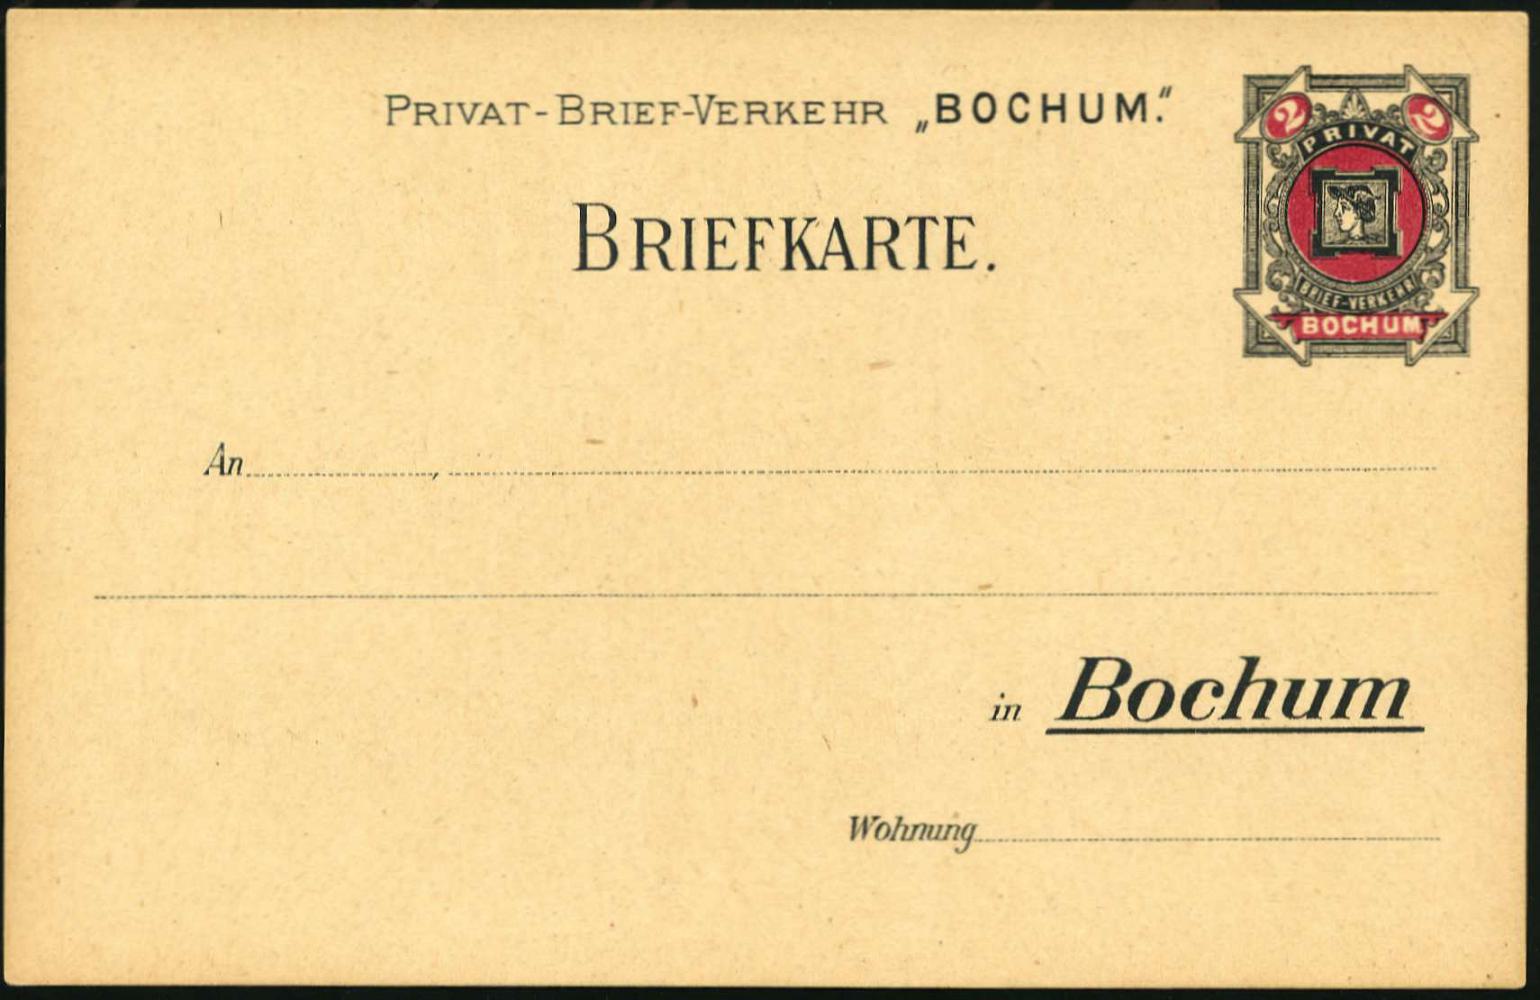 PRIVAT-BRIEF-VERKEHR „BOCHUM.“
BRIEFKARTE.
2 2
PRIVAT
BRIEF-VERKEHR
BOCHUM
An ,
in Bochum
Wohnung